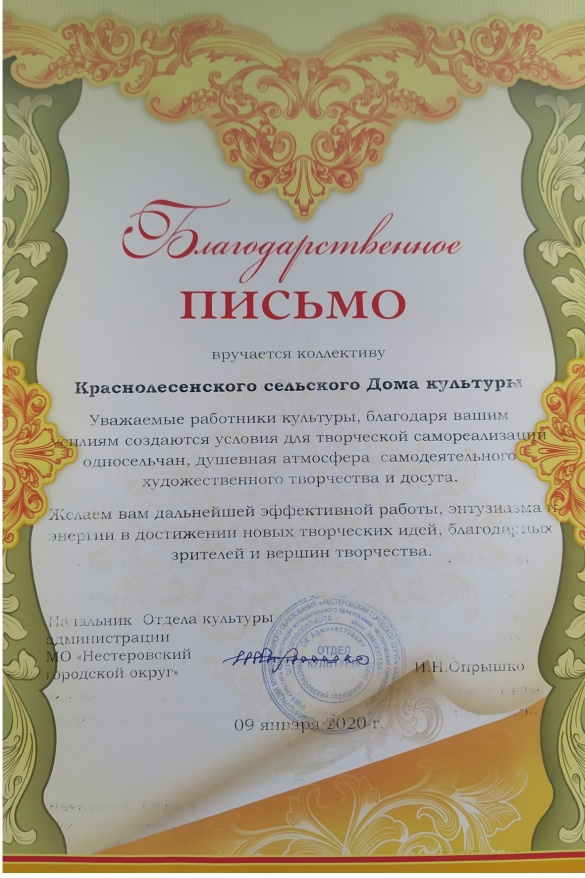 Благодарственное
ПИСЬМО
вручается коллективу
Краснолесенского сельского Дома культуры
Уважаемые работники культуры, благодаря вашим
усилиям создаются условия для творческой самореализации
односельчан, душевная атмосфера самодеятельного
художественного творчества и досуга.
Желаем вам дальнейшей эффективной работы, энтузиазма и
энергии в достижении новых творческих идей, благодарных
зрителей и вершин творчества.
Начальник Отдела культуры
администрации
МО «Нестеровский
городской округ»
ОТДЕЛ
КУЛЬТУРЫ
И.Н.Опрышко
09 января 2020 г.